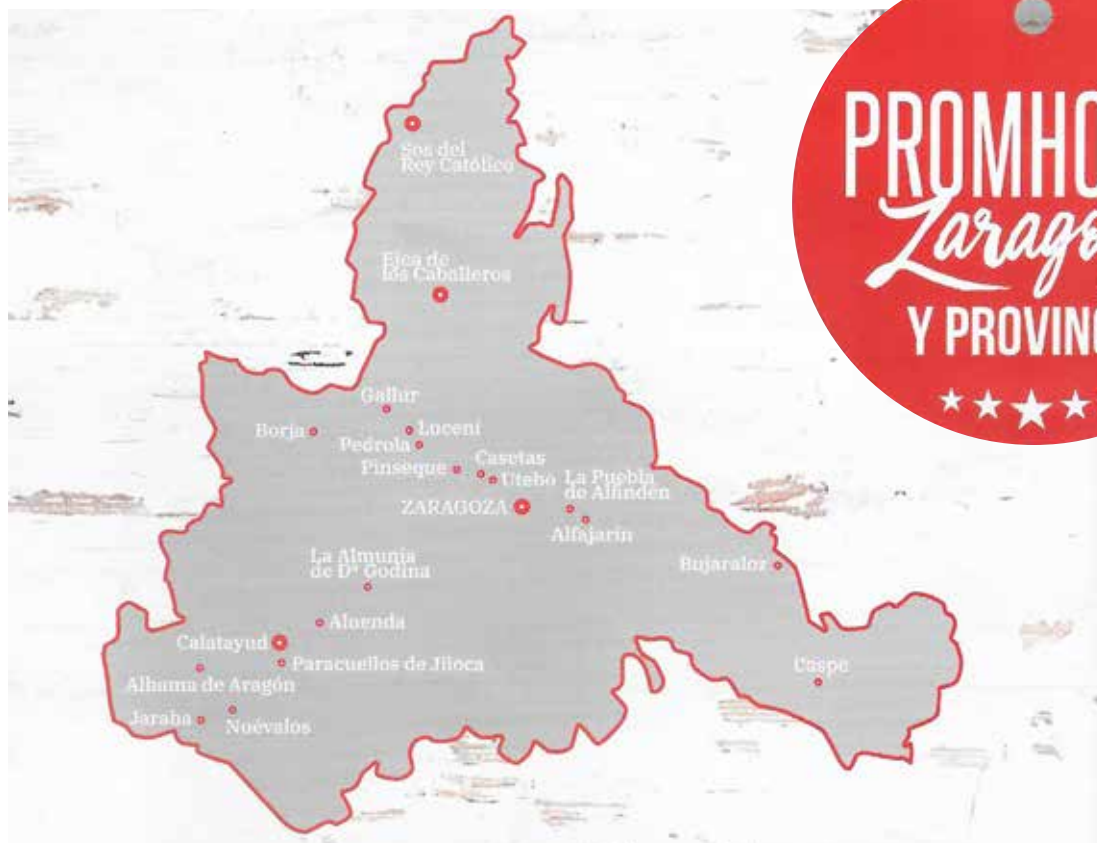 Sos del
Rey Católico
Ejea de
los Caballeros
Gallur
Borja
Luceni
Pedrola
Pinseque
Casetas
Utebo
La Puebla
de Alfindén
ZARAGOZA
Alfajarín
Bujaraloz
La Almunia
de Dª Godina
Aluenda
Calatayud
Paracuellos de Jiloca
Alhama de Aragón
Jaraba
Nuévalos
Caspe
PROMHO
Zarag
Y PROVIN